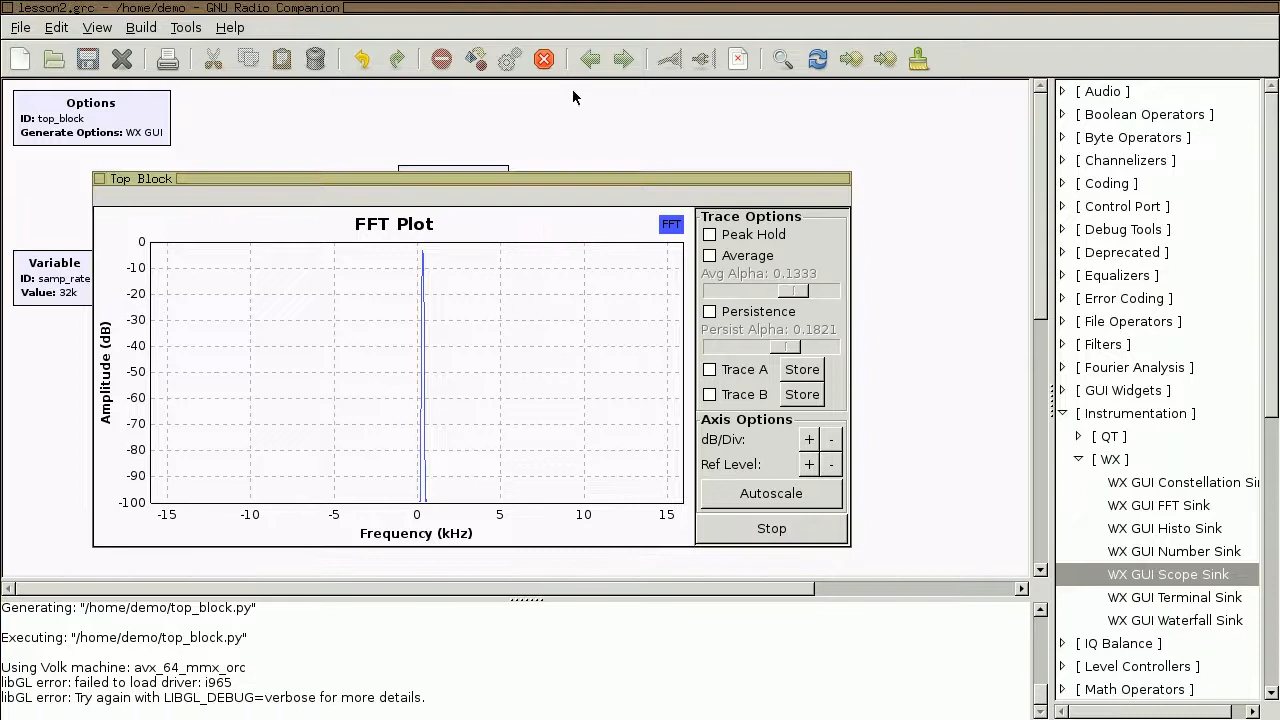 lesson2.grc - /home/demo - GNU Radio Companion
File Edit View Build Tools Help
Options
ID: top_block
Generate Options: WX GUI
Variable
ID: samp_rate
Value: 32k
Top Block
FFT Plot
FFT
0
-10
-20
-30
-40
-50
-60
-70
-80
-90
-100
Amplitude (dB)
-15 -10 -5 0 5 10 15
Frequency (kHz)
Trace Options
Peak Hold
Average
Avg Alpha: 0.1333
Persistence
Persist Alpha: 0.1821
Trace A Store
Trace B Store
Axis Options
dB/Div: + -
Ref Level: + -
Autoscale
Stop
[ Audio ]
[ Boolean Operators ]
[ Byte Operators ]
[ Channelizers ]
[ Coding ]
[ Control Port ]
[ Debug Tools ]
[ Deprecated ]
[ Equalizers ]
[ Error Coding ]
[ File Operators ]
[ Filters ]
[ Fourier Analysis ]
[ GUI Widgets ]
[ Instrumentation ]
[ QT ]
[ WX ]
WX GUI Constellation Si
WX GUI FFT Sink
WX GUI Histo Sink
WX GUI Number Sink
WX GUI Scope Sink
WX GUI Terminal Sink
WX GUI Waterfall Sink
[ IQ Balance ]
[ Level Controllers ]
[ Math Operators ]
Generating: "/home/demo/top_block.py"
Executing: "/home/demo/top_block.py"
Using Volk machine: avx_64_mmx_orc
libGL error: failed to load driver: i965
libGL error: Try again with LIBGL_DEBUG=verbose for more details.